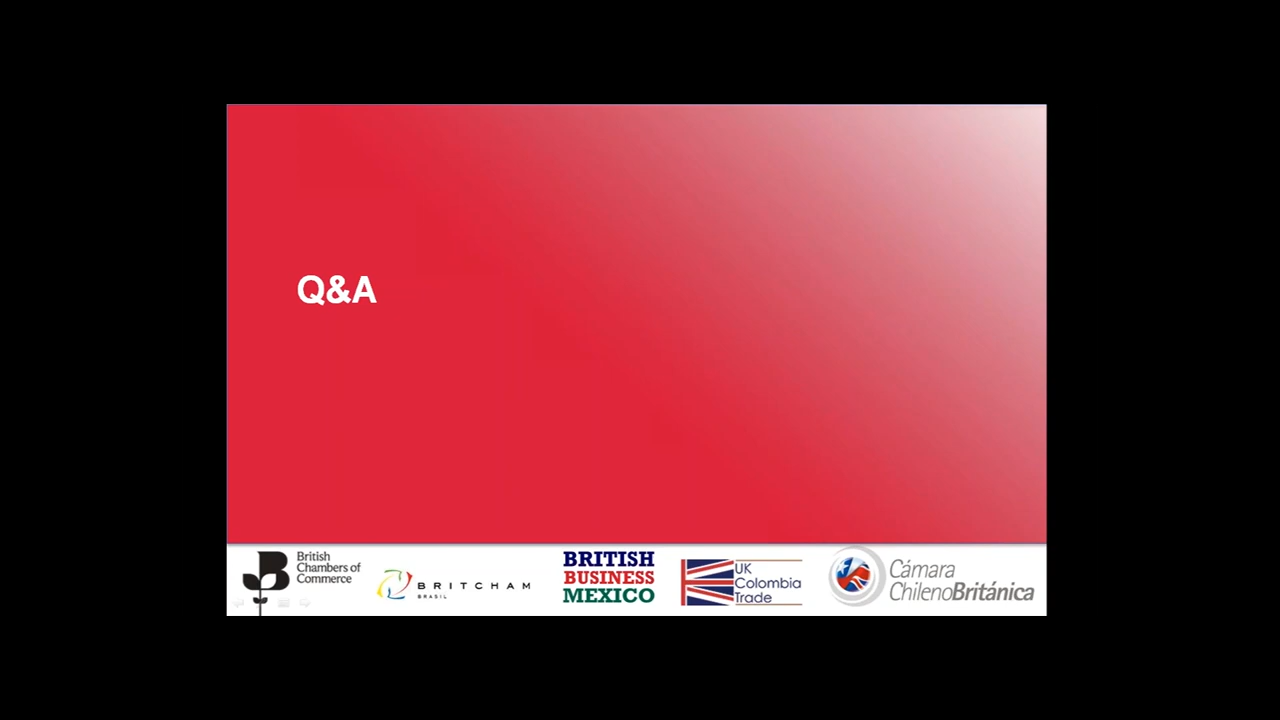 Q&A
British
Chambers of
Commerce
BRITCHAM
BRASIL
BRITISH
BUSINESS
MEXICO
UK
Colombia
Trade
Cámara
ChilenoBritánica